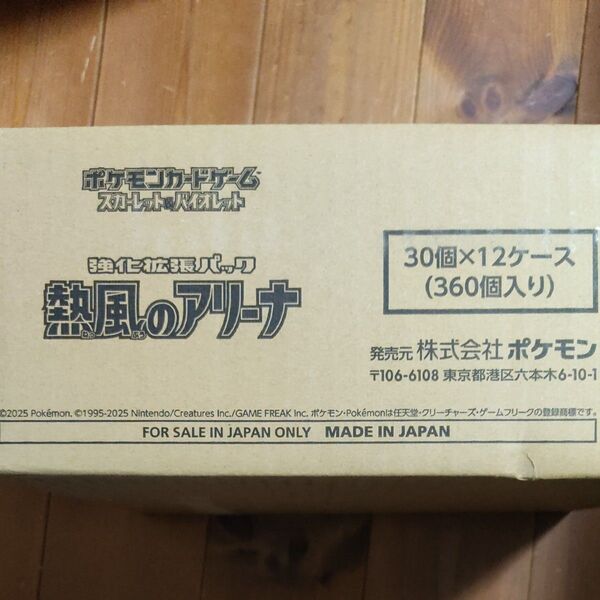 ポケモンカードゲーム
スカーレット&バイオレット
強化拡張パック
熱風のアリーナ
ねっ ぷう
30個×12ケース
(360個入り)
発売元 株式会社 ポケモン
〒106-6108 東京都港区六本木6-10-1
©2025 Pokémon. ©1995-2025 Nintendo/Creatures Inc./GAME FREAK Inc. ポケモン・Pokémonは任天堂・クリーチャーズ・ゲームフリークの登録商標です。
FOR SALE IN JAPAN ONLY MADE IN JAPAN